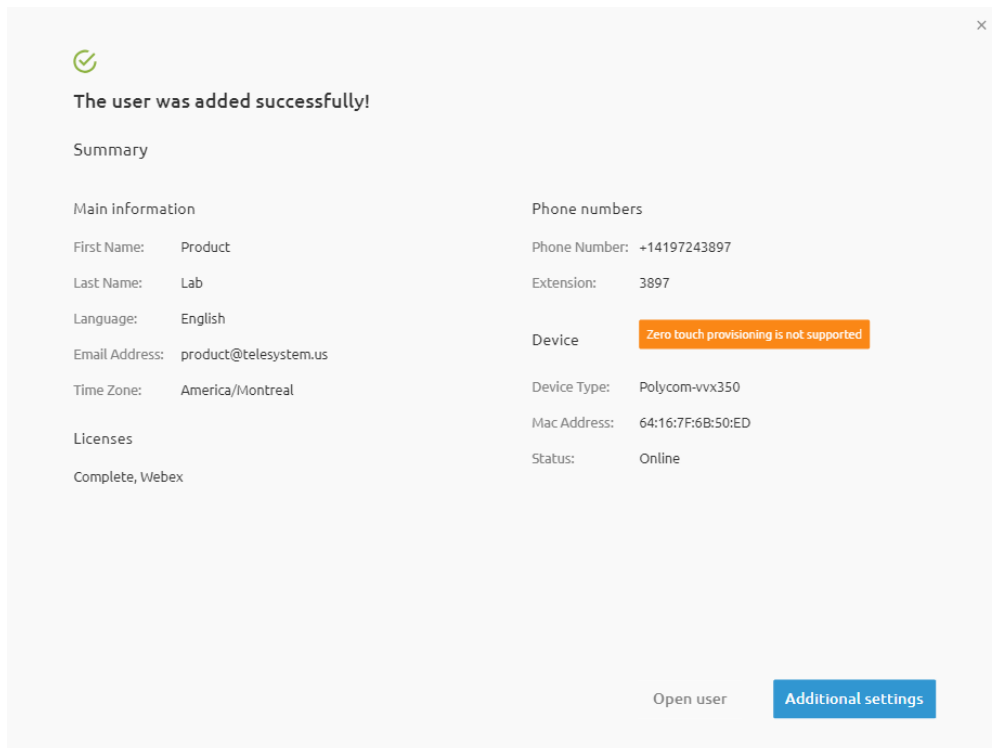 The user was added successfully!
Summary
Main information
First Name: Product
Last Name: Lab
Language: English
Email Address: product@telesystem.us
Time Zone: America/Montreal
Licenses
Complete, Webex
Phone numbers
Phone Number: +14197243897
Extension: 3897
Device Zero touch provisioning is not supported
Device Type: Polycom-vvx350
Mac Address: 64:16:7F:6B:50:ED
Status: Online
Open user
Additional settings